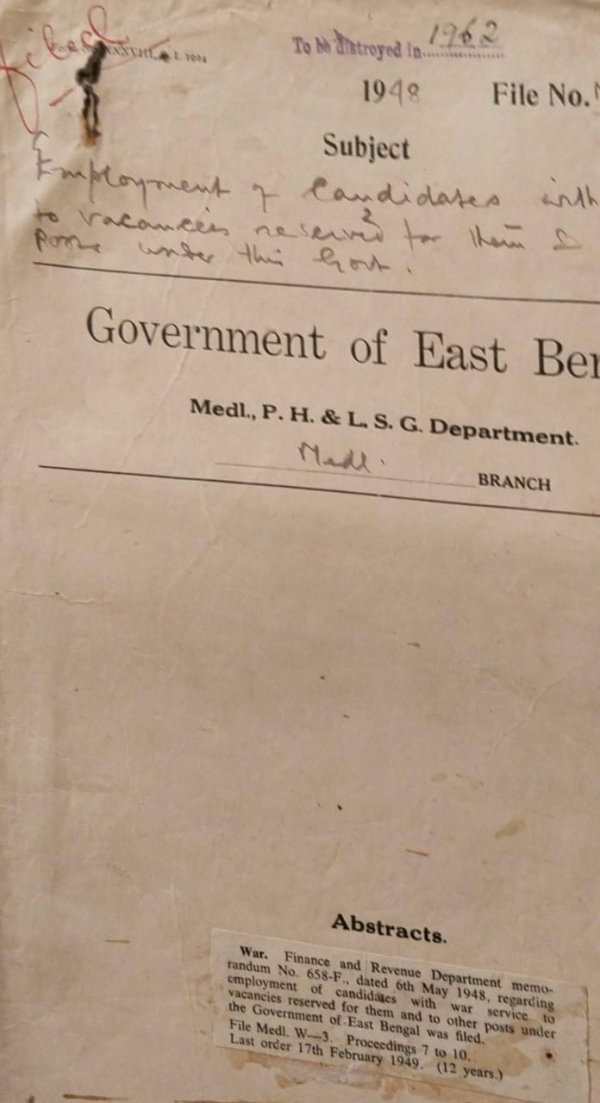 filed
To be distroyed in 1962
1948 File No.
Subject
Employment of Candidates with
to vacancies reserved for them &
posts under this Govt.
Government of East Ben
Medl., P. H. & L. S. G. Department.
Medl. BRANCH
Abstracts.
War. Finance and Revenue Department memo-
randum No. 658-F., dated 6th May 1948, regarding
employment of candidates with war service to
vacancies reserved for them and to other posts under
the Government of East Bengal was filed.
File Medl. W—3. Proceedings 7 to 10.
Last order 17th February 1949. (12 years.)